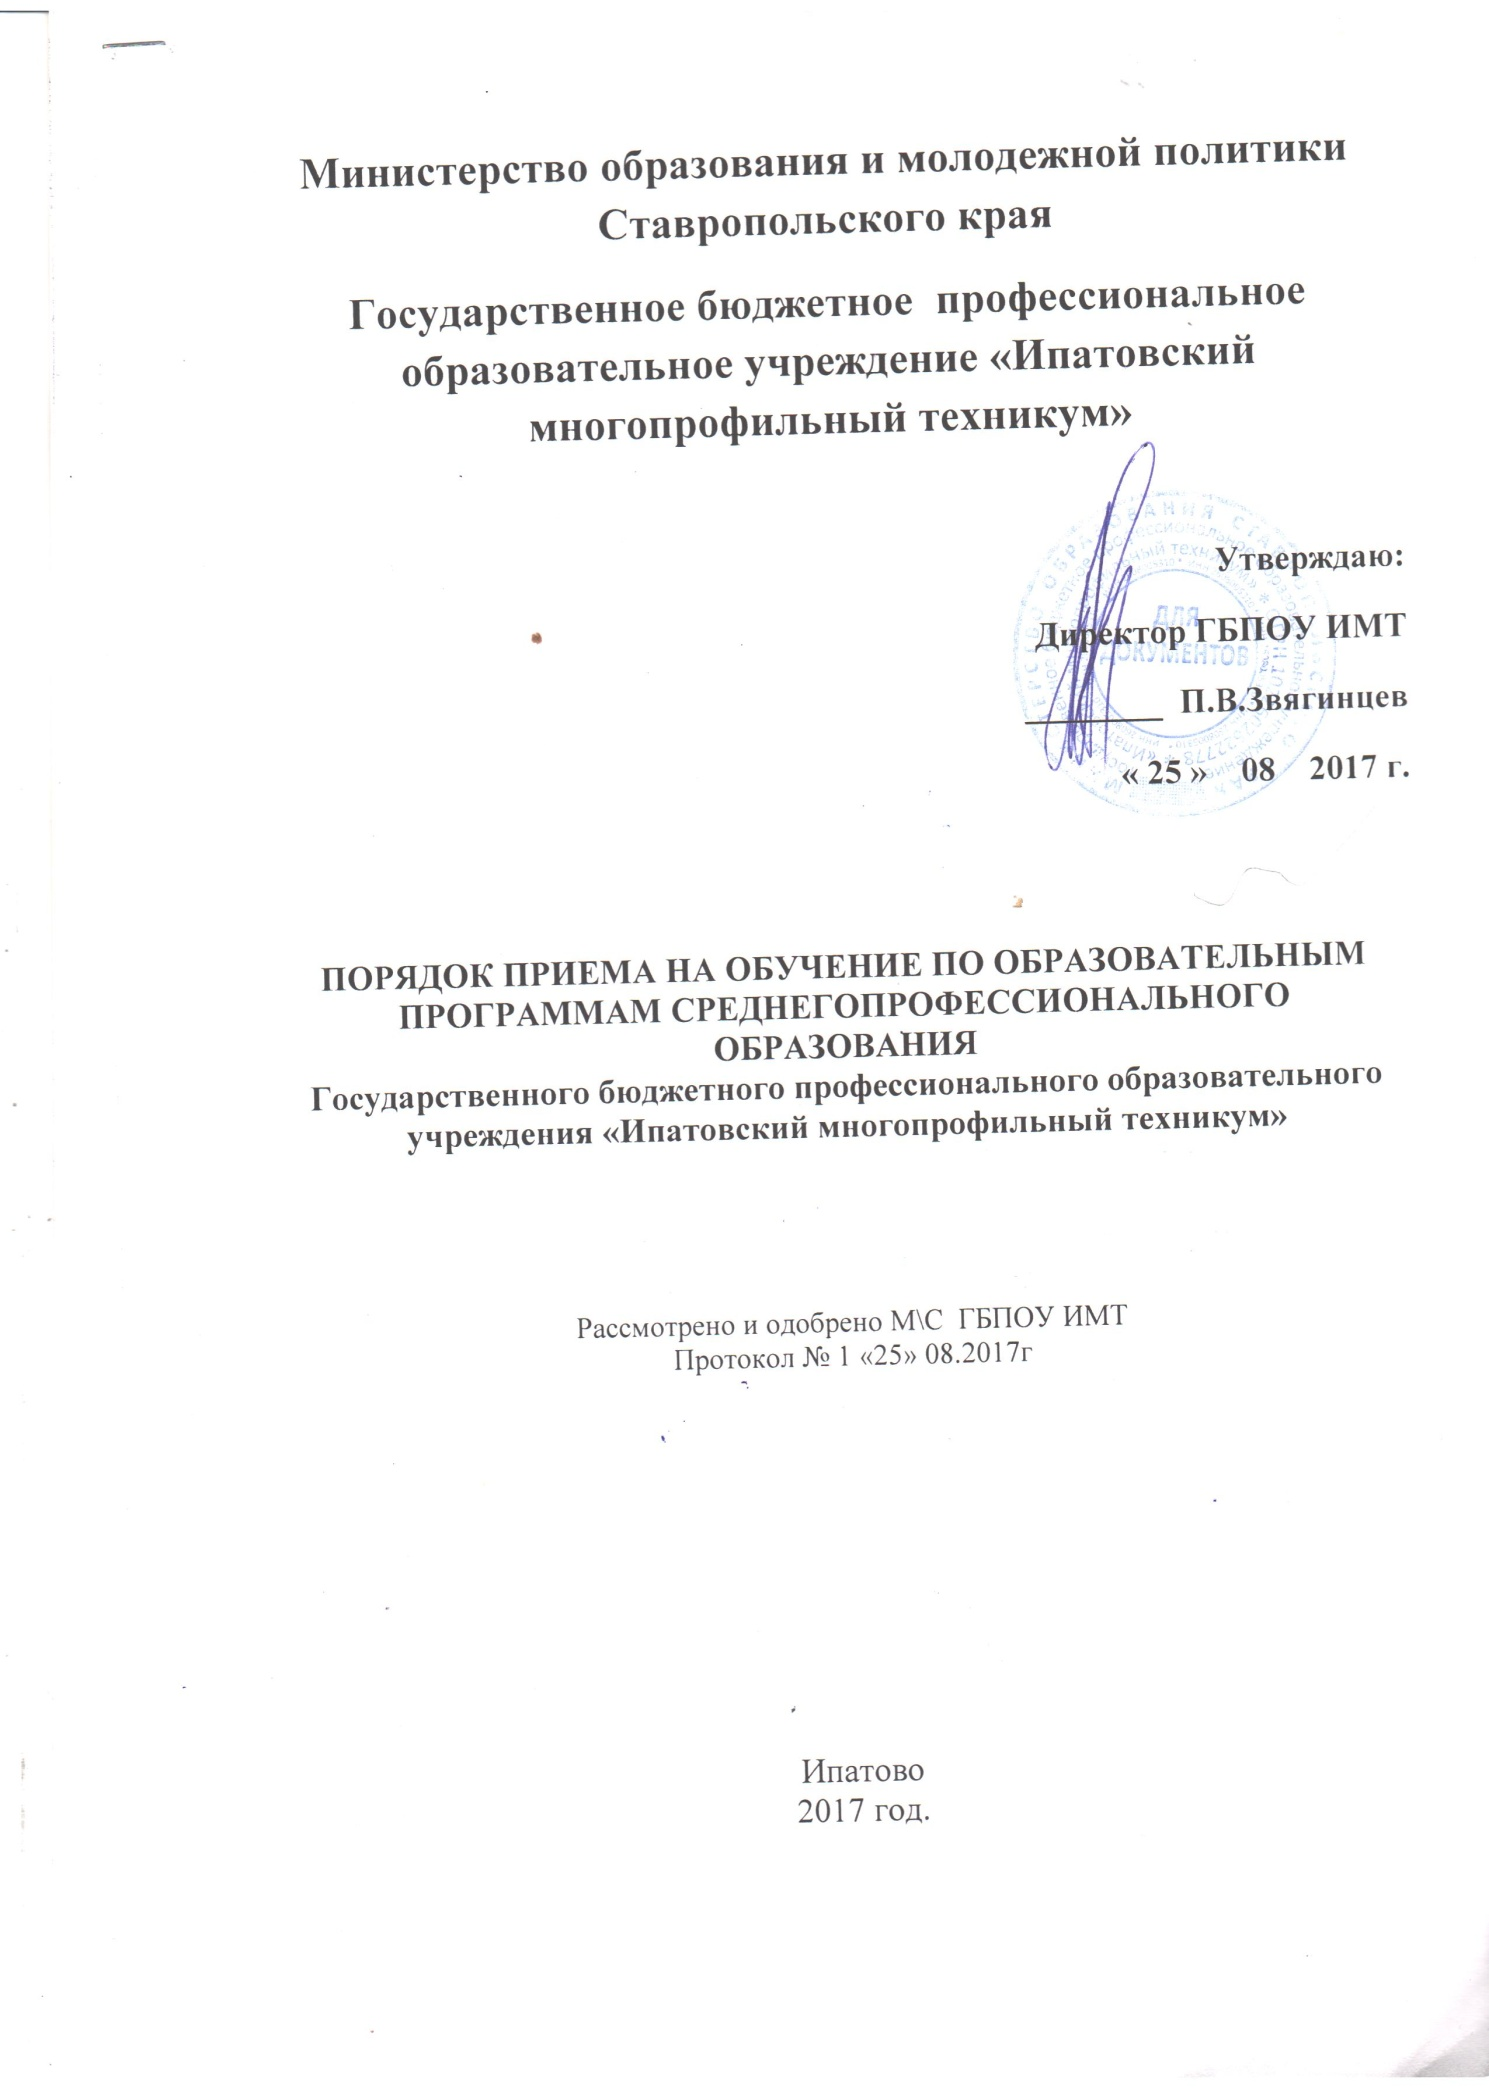 Министерство образования и молодежной политики
Ставропольского края
Государственное бюджетное профессиональное
образовательное учреждение «Ипатовский
многопрофильный техникум»
Утверждаю:
Директор ГБПОУ ИМТ
П.В.Звягинцев
« 25 » 08 2017 г.
ДЛЯ
ДОКУМЕНТОВ
ПОРЯДОК ПРИЕМА НА ОБУЧЕНИЕ ПО ОБРАЗОВАТЕЛЬНЫМ
ПРОГРАММАМ СРЕДНЕГОПРОФЕССИОНАЛЬНОГО
ОБРАЗОВАНИЯ
Государственного бюджетного профессионального образовательного
учреждения «Ипатовский многопрофильный техникум»
Рассмотрено и одобрено М\С ГБПОУ ИМТ
Протокол № 1 «25» 08.2017г
Ипатово
2017 год.